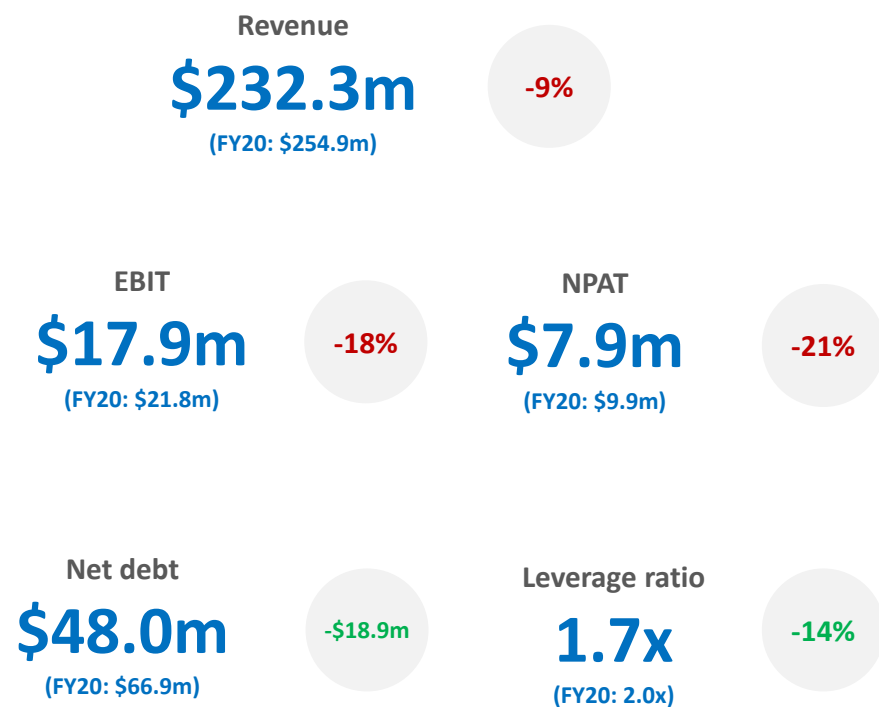 Revenue
$232.3m
(FY20: $254.9m)
-9%
EBIT
$17.9m
(FY20: $21.8m)
-18%
NPAT
$7.9m
(FY20: $9.9m)
-21%
Net debt
$48.0m
(FY20: $66.9m)
-$18.9m
Leverage ratio
1.7x
(FY20: 2.0x)
-14%